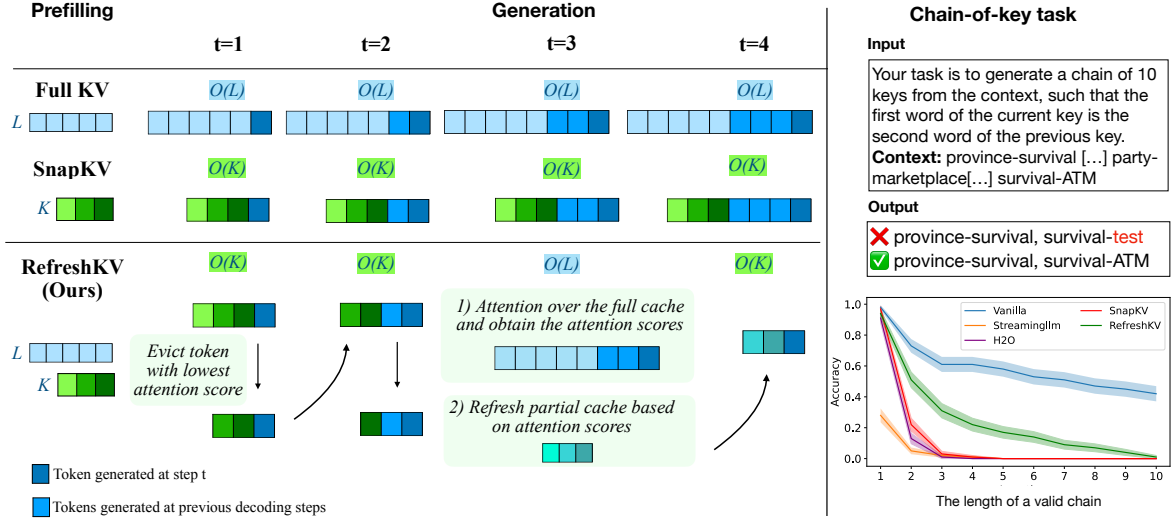 Prefilling
Generation
t=1
t=2
t=3
t=4
Full KV
O(L)
O(L)
O(L)
O(L)
L
SnapKV
O(K)
O(K)
O(K)
O(K)
K
RefreshKV
(Ours)
O(K)
O(K)
O(L)
O(K)
L
K
Evict token
with lowest
attention score
1) Attention over the full cache
and obtain the attention scores
2) Refresh partial cache based
on attention scores
Token generated at step t
Tokens generated at previous decoding steps
Chain-of-key task
Input
Your task is to generate a chain of 10
keys from the context, such that the
first word of the current key is the
second word of the previous key.
Context: province-survival [...] party-
marketplace[...] survival-ATM
Output
❌ province-survival, survival-test
✅ province-survival, survival-ATM
Accuracy
1.0
0.8
0.6
0.4
0.2
0.0
Vanilla
Streamingllm
H2O
SnapKV
RefreshKV
1 2 3 4 5 6 7 8 9 10
The length of a valid chain